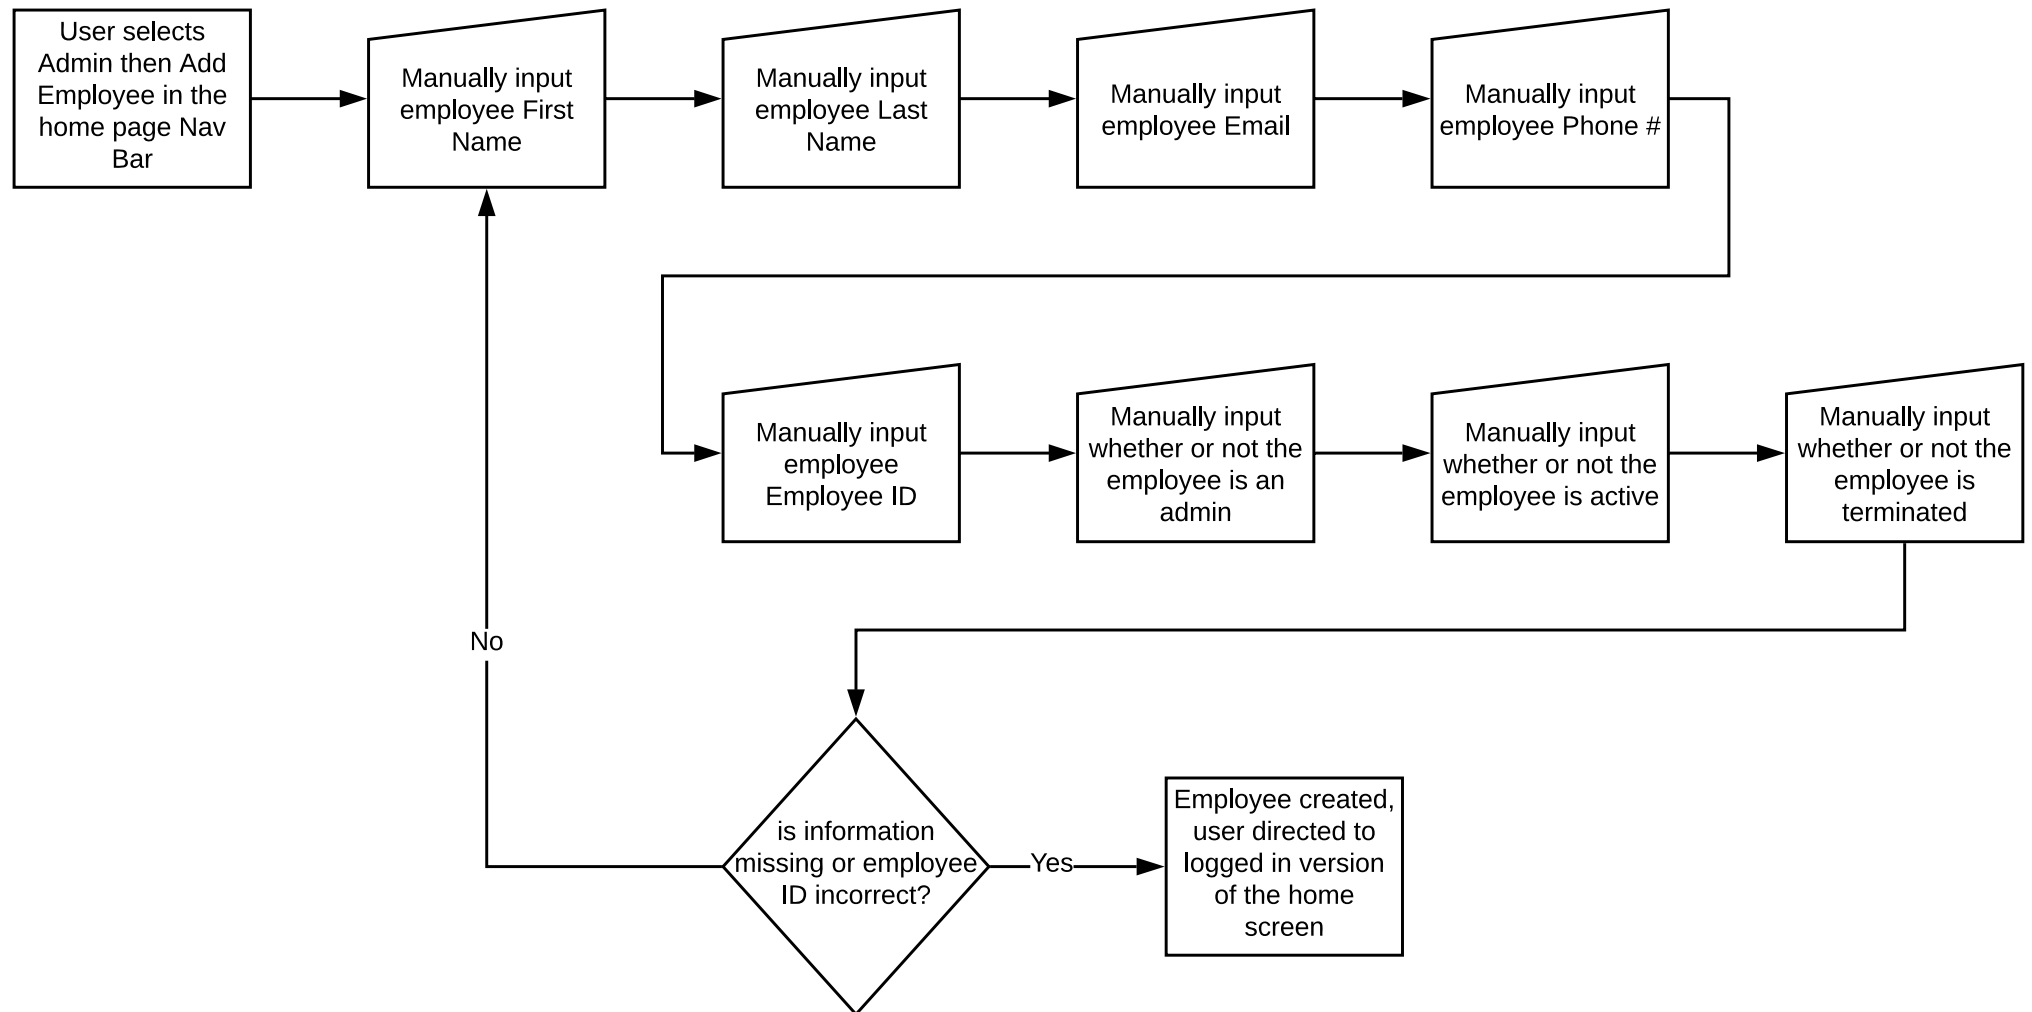 User selects
Admin then Add
Employee in the
home page Nav
Bar
Manually input
employee First
Name
Manually input
employee Last
Name
Manually input
employee Email
Manually input
employee Phone #
Manually input
employee
Employee ID
Manually input
whether or not the
employee is an
admin
Manually input
whether or not the
employee is active
Manually input
whether or not the
employee is
terminated
No
is information
missing or employee
ID incorrect?
Yes
Employee created,
user directed to
logged in version
of the home
screen